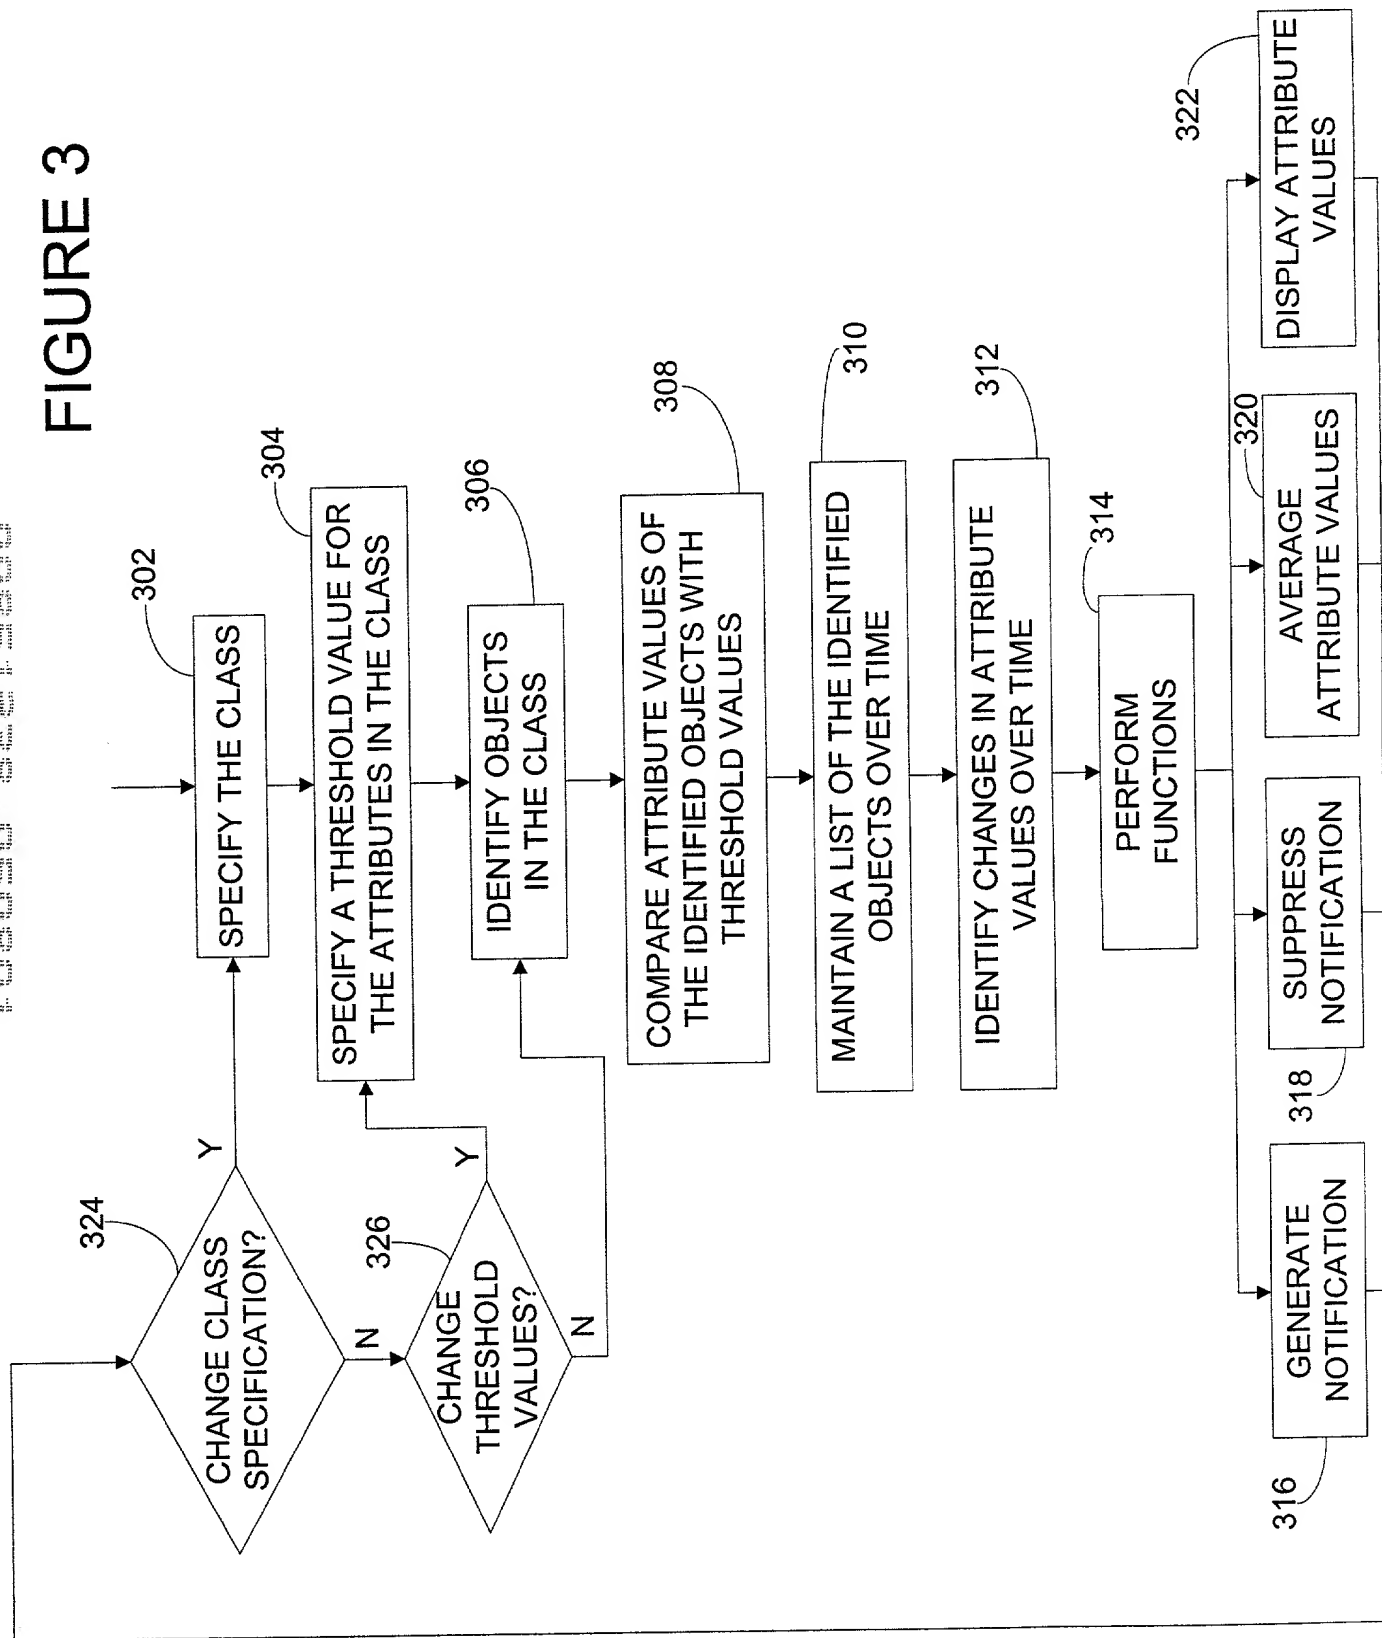 FIGURE 3
302
SPECIFY THE CLASS
304
SPECIFY A THRESHOLD VALUE FOR
THE ATTRIBUTES IN THE CLASS
306
IDENTIFY OBJECTS
IN THE CLASS
308
COMPARE ATTRIBUTE VALUES OF
THE IDENTIFIED OBJECTS WITH
THRESHOLD VALUES
310
MAINTAIN A LIST OF THE IDENTIFIED
OBJECTS OVER TIME
312
IDENTIFY CHANGES IN ATTRIBUTE
VALUES OVER TIME
314
PERFORM
FUNCTIONS
316
GENERATE
NOTIFICATION
318
SUPPRESS
NOTIFICATION
320
AVERAGE
ATTRIBUTE VALUES
322
DISPLAY ATTRIBUTE
VALUES
324
CHANGE CLASS
SPECIFICATION?
Y
N
326
CHANGE
THRESHOLD
VALUES?
Y
N